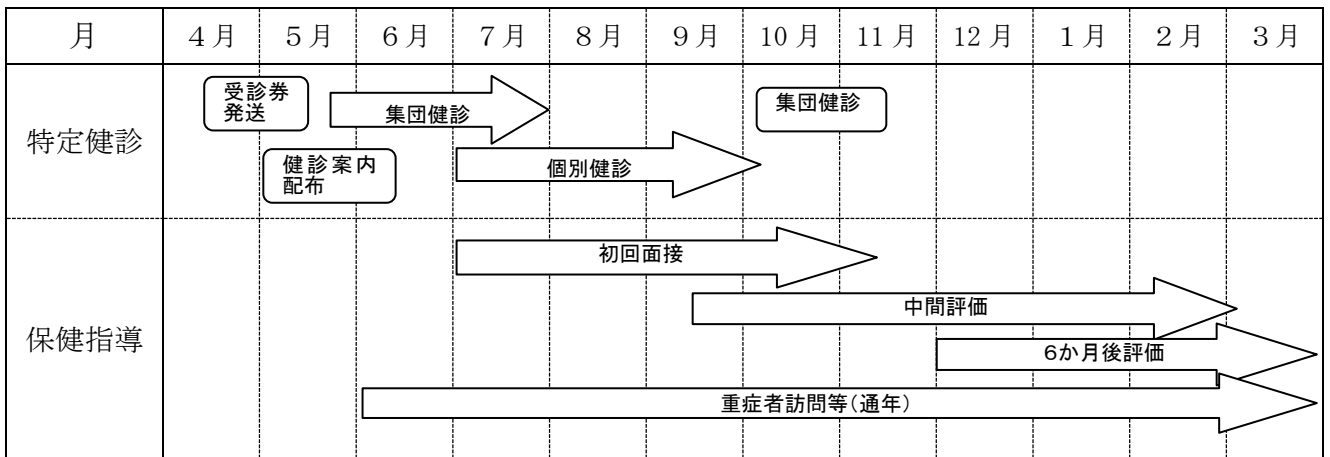 月 4月 5月 6月 7月 8月 9月 10月 11月 12月 1月 2月 3月
特定健診
受診券
発送
集団健診
集団健診
健診案内
配布
個別健診
保健指導
初回面接
中間評価
6か月後評価
重症者訪問等(通年)